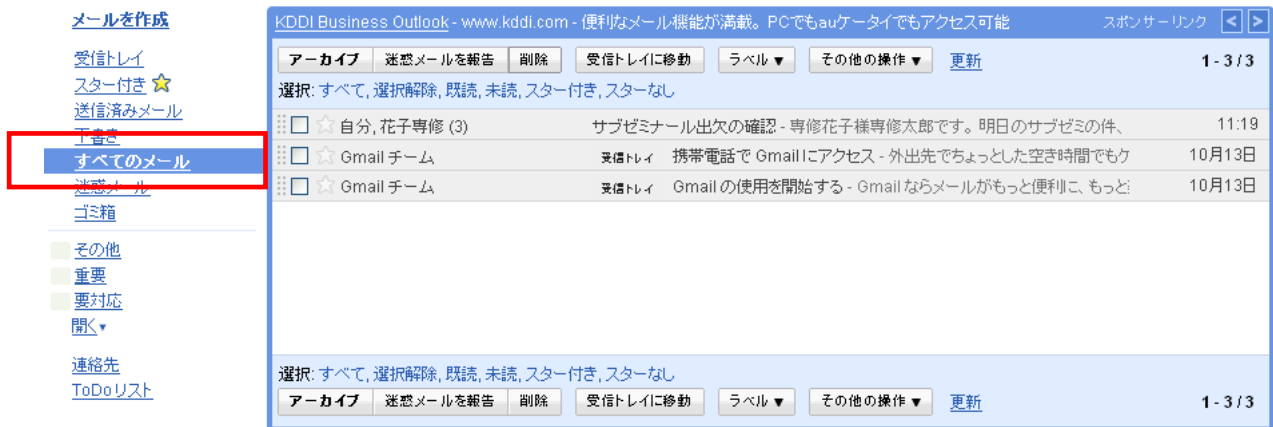 メールを作成
受信トレイ
スター付き
送信済みメール
下書き
すべてのメール
迷惑メール
ゴミ箱
その他
重要
要対応
開く▼
連絡先
ToDoリスト
KDDI Business Outlook - www.kddi.com - 便利なメール機能が満載。PCでもauケータイでもアクセス可能 スポンサーリンク < >
アーカイブ 迷惑メールを報告 削除 受信トレイに移動 ラベル ▼ その他の操作 ▼ 更新 1 - 3 / 3
選択: すべて, 選択解除, 既読, 未読, スター付き, スターなし
自分, 花子専修 (3) サブゼミナール出欠の確認 - 専修花子様専修太郎です。明日のサブゼミの件、 11:19
Gmail チーム 受信トレイ 携帯電話で Gmail にアクセス - 外出先でちょっとした空き時間でもケ 10月13日
Gmail チーム 受信トレイ Gmail の使用を開始する - Gmail ならメールがもっと便利に、もっと 10月13日
選択: すべて, 選択解除, 既読, 未読, スター付き, スターなし
アーカイブ 迷惑メールを報告 削除 受信トレイに移動 ラベル ▼ その他の操作 ▼ 更新 1 - 3 / 3